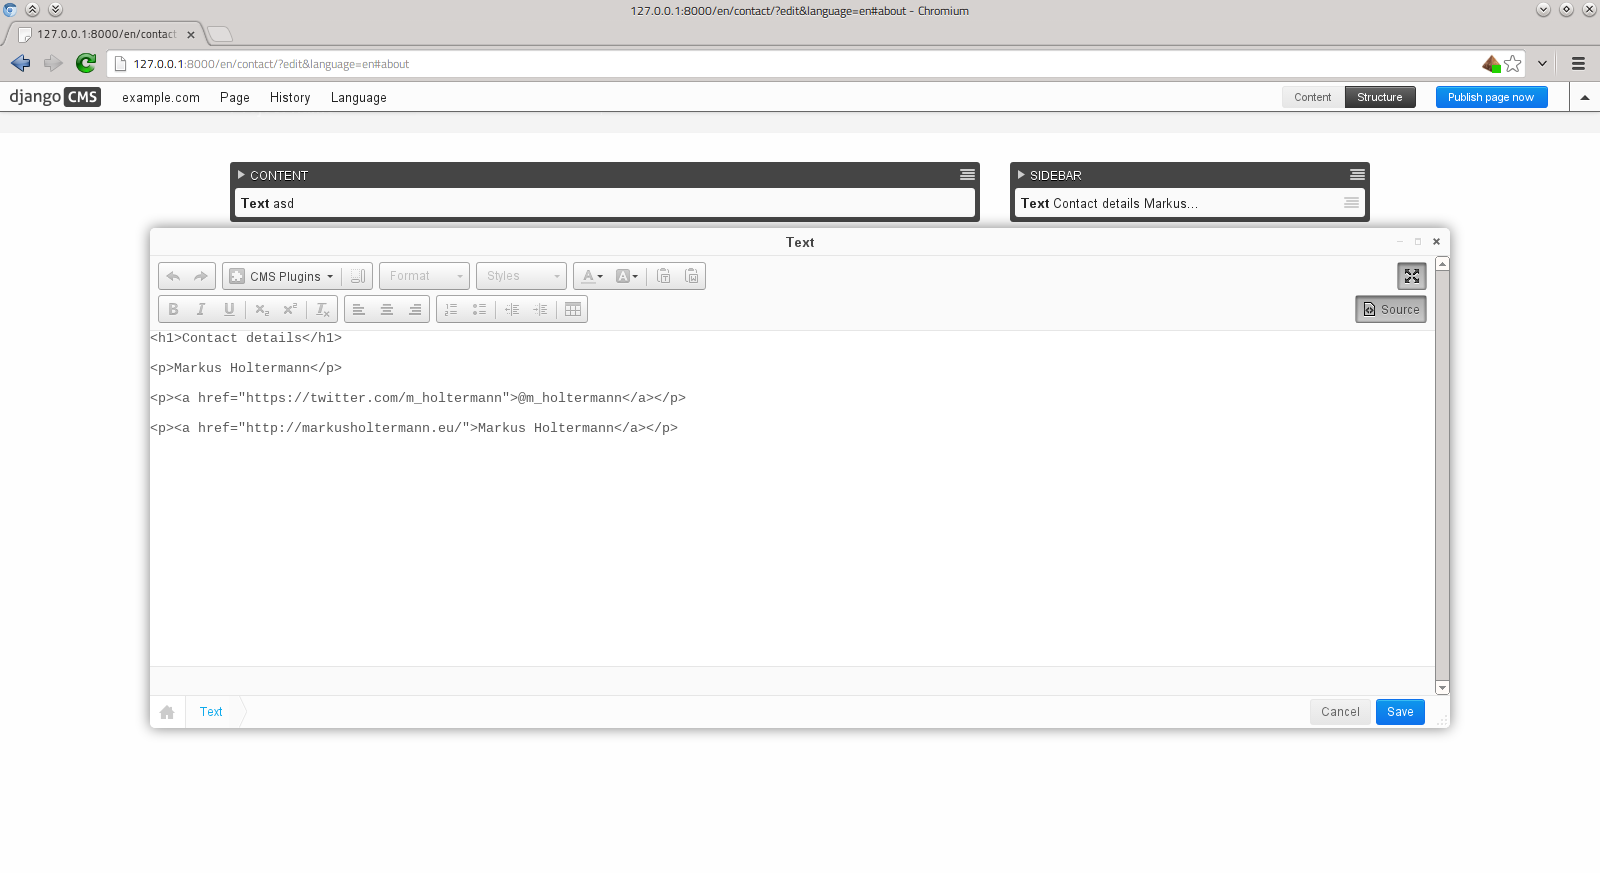 127.0.0.1:8000/en/contact/?edit&language=en#about - Chromium
127.0.0.1:8000/en/contact
127.0.0.1:8000/en/contact/?edit&language=en#about
django CMS example.com Page History Language Content Structure Publish page now
CONTENT
Text asd
SIDEBAR
Text Contact details Markus...
Text
CMS Plugins Format Styles A A
B I U x₂ x² Tx Source
<h1>Contact details</h1>
<p>Markus Holtermann</p>
<p><a href="https://twitter.com/m_holtermann">@m_holtermann</a></p>
<p><a href="http://markusholtermann.eu/">Markus Holtermann</a></p>
Text Cancel Save